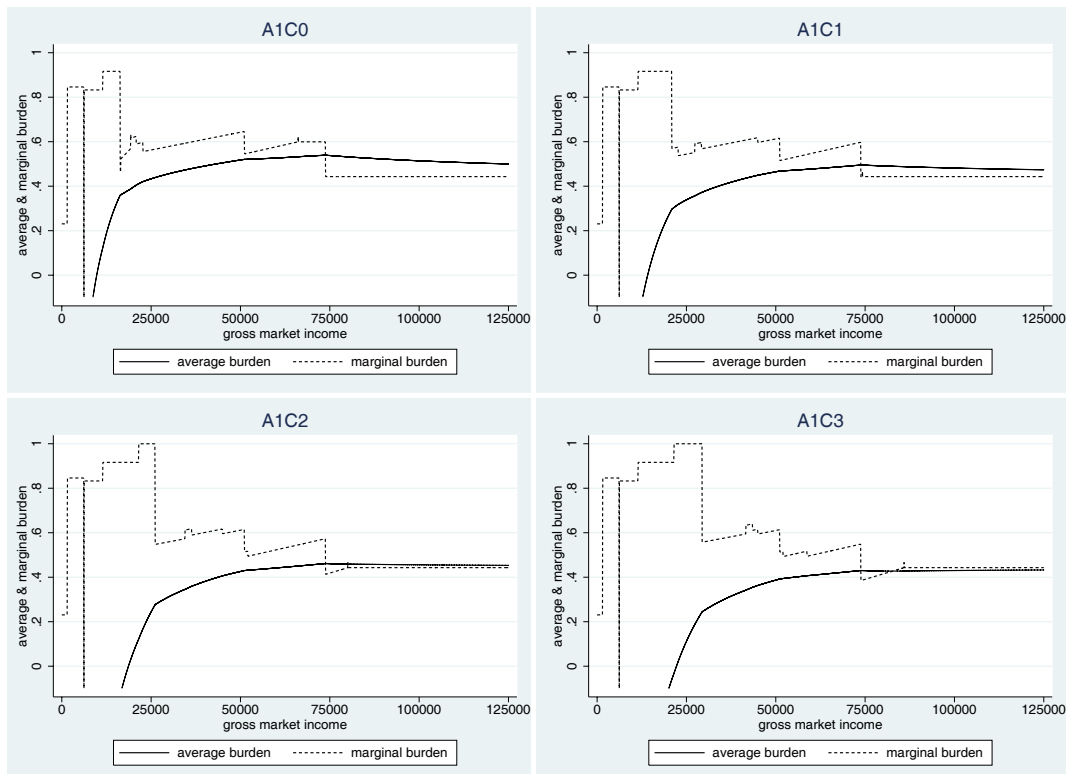 A1C0
average & marginal burden
1
.8
.6
.4
.2
0
0 25000 50000 75000 100000 125000
gross market income
average burden marginal burden
A1C1
average & marginal burden
1
.8
.6
.4
.2
0
0 25000 50000 75000 100000 125000
gross market income
average burden marginal burden
A1C2
average & marginal burden
1
.8
.6
.4
.2
0
0 25000 50000 75000 100000 125000
gross market income
average burden marginal burden
A1C3
average & marginal burden
1
.8
.6
.4
.2
0
0 25000 50000 75000 100000 125000
gross market income
average burden marginal burden